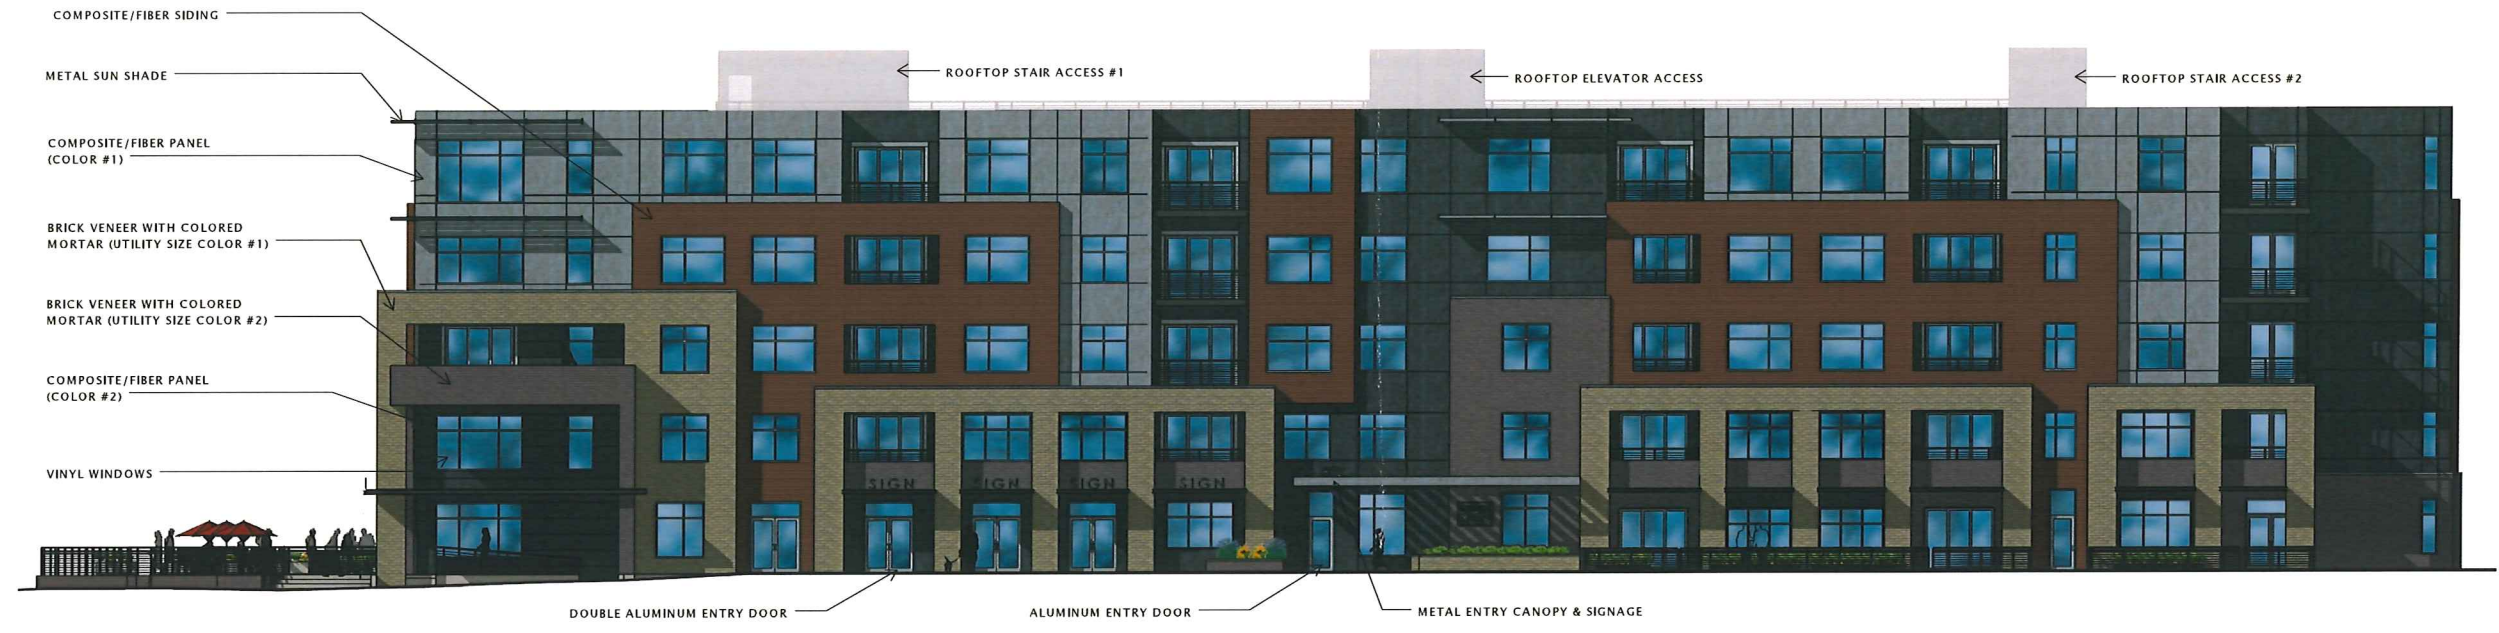 COMPOSITE/FIBER SIDING
METAL SUN SHADE
COMPOSITE/FIBER PANEL
(COLOR #1)
BRICK VENEER WITH COLORED
MORTAR (UTILITY SIZE COLOR #1)
BRICK VENEER WITH COLORED
MORTAR (UTILITY SIZE COLOR #2)
COMPOSITE/FIBER PANEL
(COLOR #2)
VINYL WINDOWS
ROOFTOP STAIR ACCESS #1
ROOFTOP ELEVATOR ACCESS
ROOFTOP STAIR ACCESS #2
SIGN
SIGN
SIGN
SIGN
DOUBLE ALUMINUM ENTRY DOOR
ALUMINUM ENTRY DOOR
METAL ENTRY CANOPY & SIGNAGE